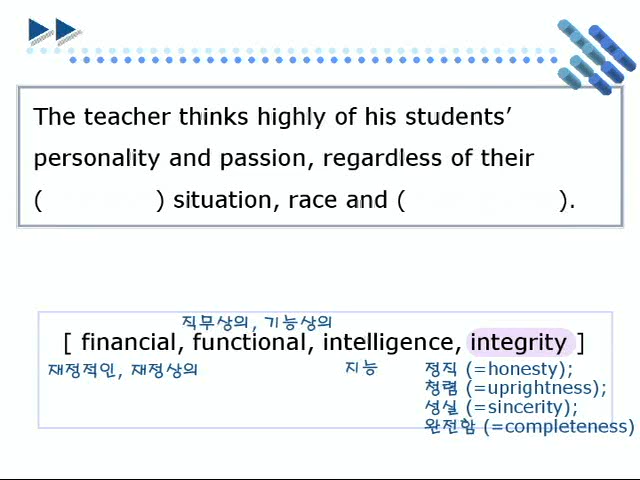 The teacher thinks highly of his students’
personality and passion, regardless of their
( ) situation, race and ( ).
직무상의, 기능상의
[ financial, functional, intelligence, integrity ]
재정적인, 재정상의
지능
정직 (=honesty);
청렴 (=uprightness);
성실 (=sincerity);
완전함 (=completeness)